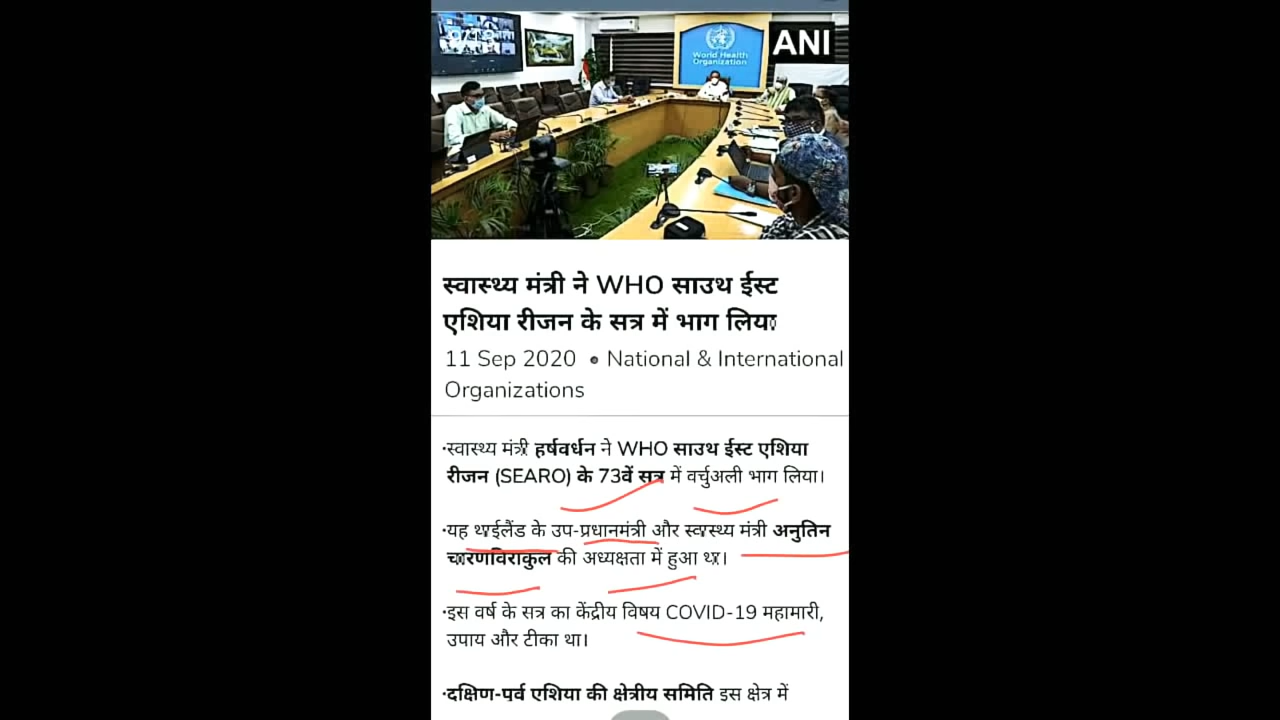 ANI
World Health
Organization
स्वास्थ्य मंत्री ने WHO साउथ ईस्ट
एशिया रीजन के सत्र में भाग लिया
11 Sep 2020 • National & International
Organizations
·स्वास्थ्य मंत्री हर्षवर्धन ने WHO साउथ ईस्ट एशिया
रीजन (SEARO) के 73वें सत्र में वर्चुअली भाग लिया।
·यह थाईलैंड के उप-प्रधानमंत्री और स्वास्थ्य मंत्री अनुतिन
चारणविराकुल की अध्यक्षता में हुआ था।
·इस वर्ष के सत्र का केंद्रीय विषय COVID-19 महामारी,
उपाय और टीका था।
·दक्षिण-पूर्व एशिया की क्षेत्रीय समिति इस क्षेत्र में